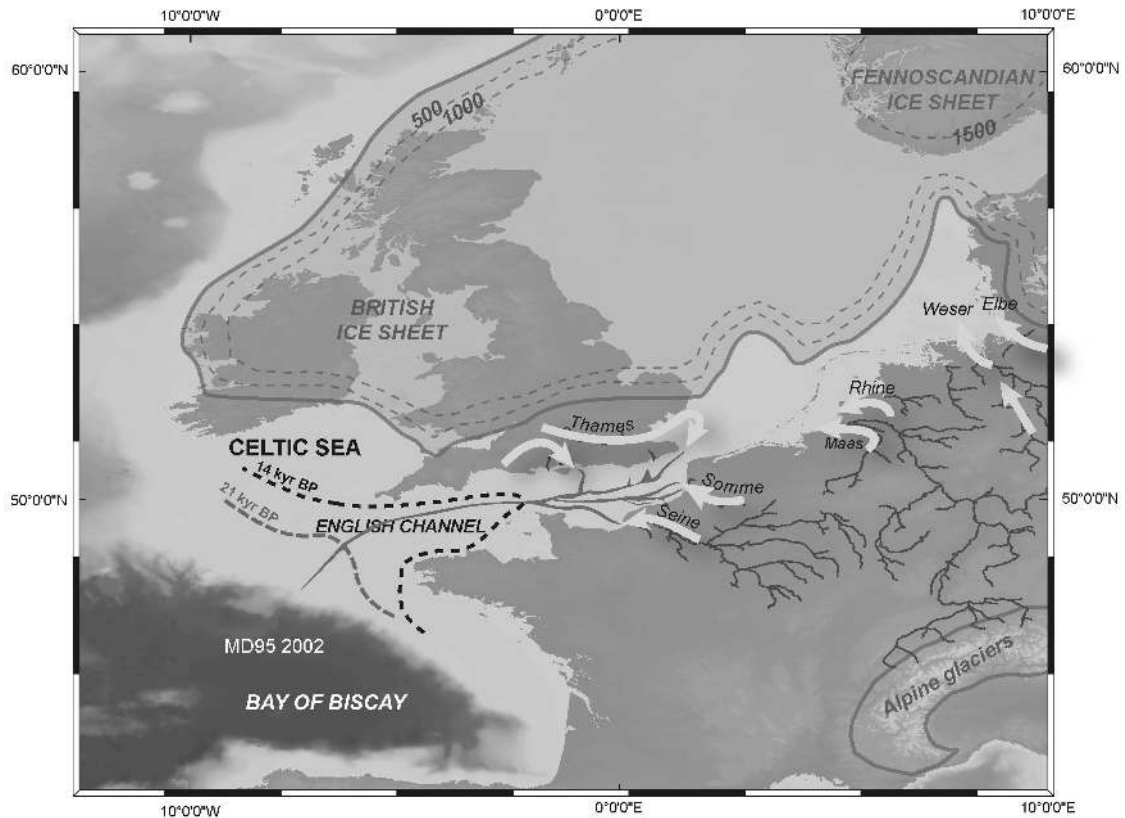 10°0'0"W
0°0'0"E
10°0'0"E
60°0'0"N
60°0'0"N
FENNOSCANDIAN
ICE SHEET
500
1000
1500
BRITISH
ICE SHEET
Weser
Elbe
Rhine
Maas
Thames
CELTIC SEA
14 kyr BP
21 kyr BP
50°0'0"N
50°0'0"N
Somme
ENGLISH CHANNEL
Seine
MD95 2002
BAY OF BISCAY
Alpine glaciers
10°0'0"W
0°0'0"E
10°0'0"E